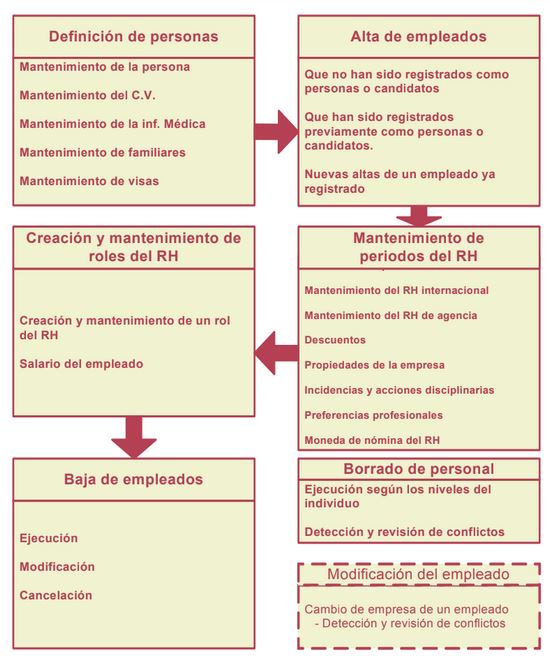 Definición de personas
Mantenimiento de la persona
Mantenimiento del C.V.
Mantenimiento de la inf. Médica
Mantenimiento de familiares
Mantenimiento de visas
Alta de empleados
Que no han sido registrados como
personas o candidatos
Que han sido registrados
previamente como personas o
candidatos.
Nuevas altas de un empleado ya
registrado
Mantenimiento de
periodos del RH
Mantenimiento del RH internacional
Mantenimiento del RH de agencia
Descuentos
Propiedades de la empresa
Incidencias y acciones disciplinarias
Preferencias profesionales
Moneda de nómina del RH
Creación y mantenimiento de
roles del RH
Creación y mantenimiento de un rol
del RH
Salario del empleado
Baja de empleados
Ejecución
Modificación
Cancelación
Borrado de personal
Ejecución según los niveles del
individuo
Detección y revisión de conflictos
Modificación del empleado
Cambio de empresa de un empleado
- Detección y revisión de conflictos